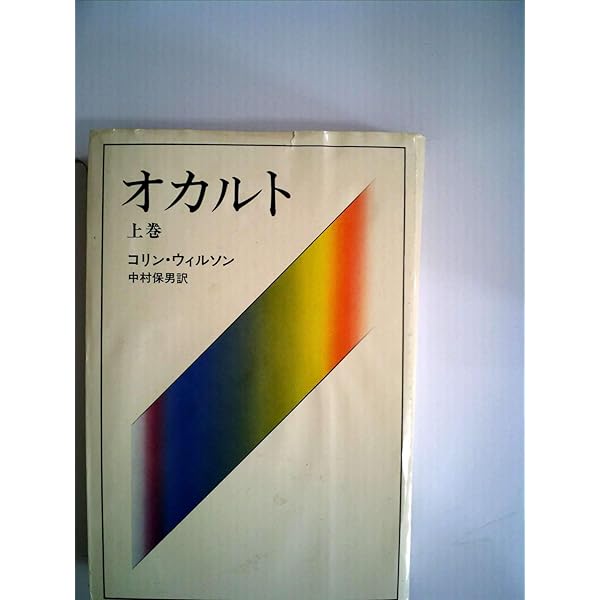 オカルト
上巻
コリン・ウィルソン
中村保男訳